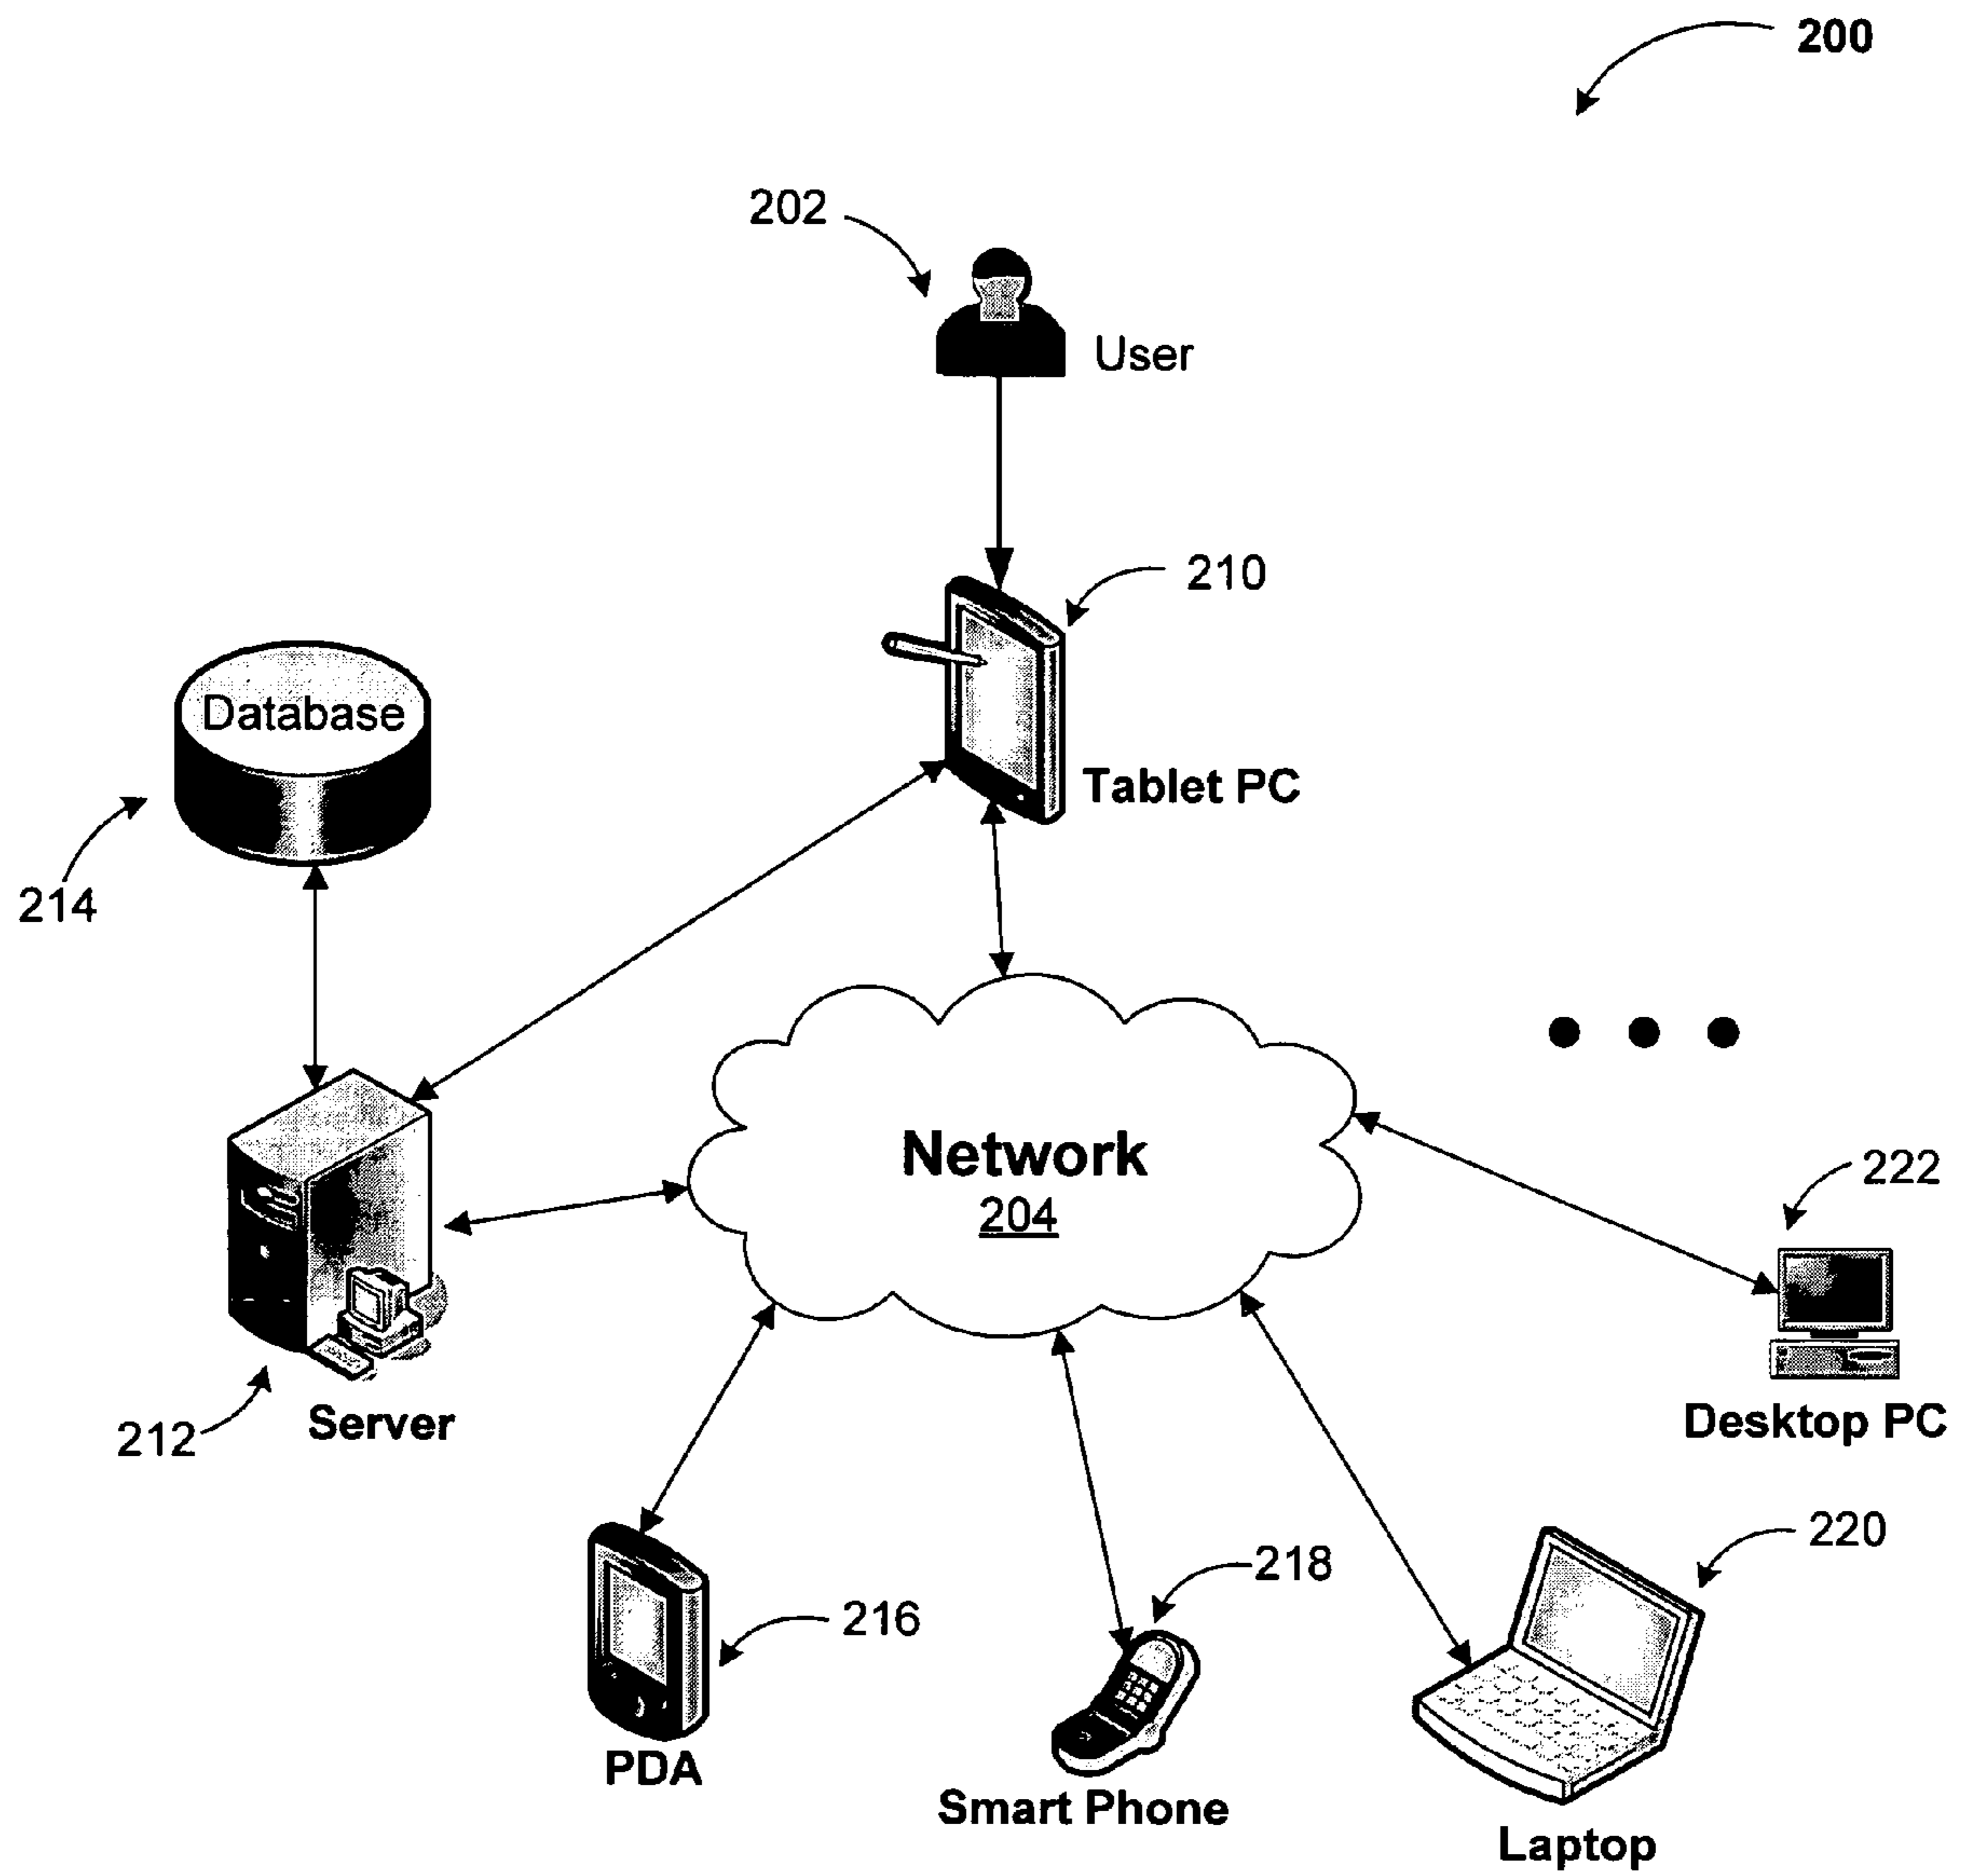 200
202
User
210
Database
Tablet PC
214
Network
204
222
212
Server
Desktop PC
216
218
220
PDA
Smart Phone
Laptop